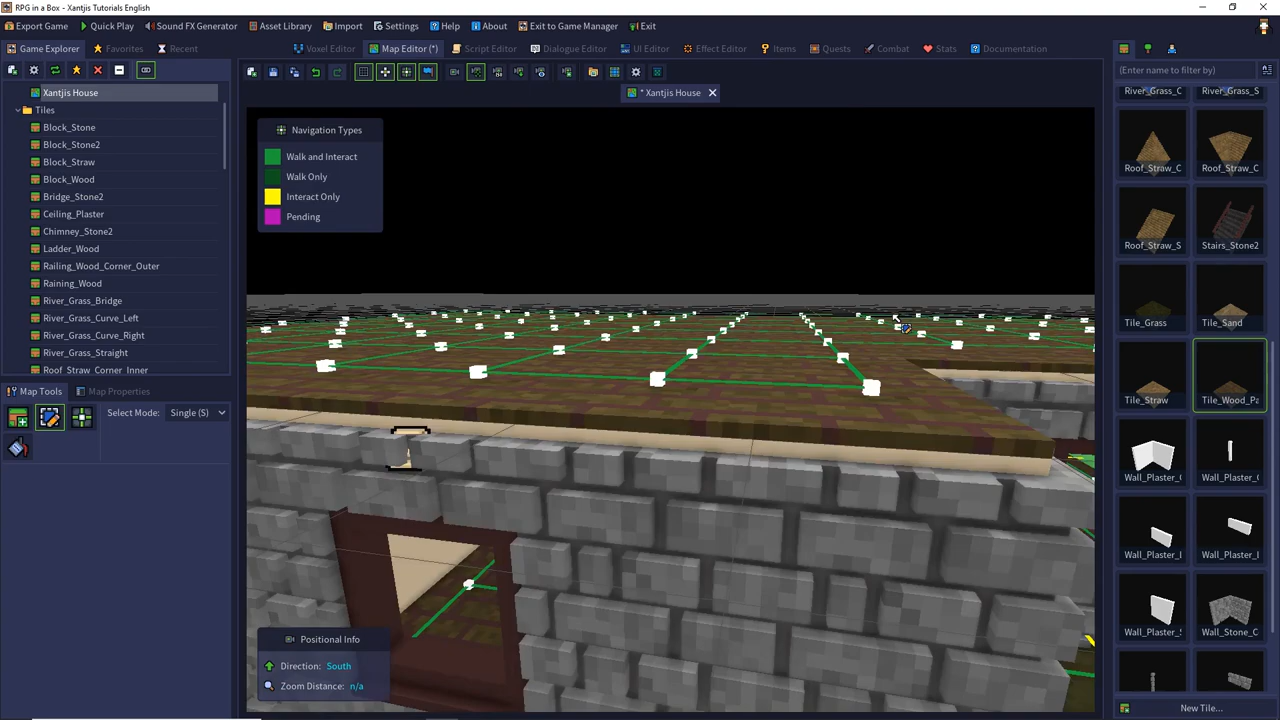 RPG in a Box - Xantjis Tutorials English
Export Game
Quick Play
Sound FX Generator
Asset Library
Import
Settings
Help
About
Exit to Game Manager
Exit
Game Explorer
Favorites
Recent
Voxel Editor
Map Editor (*)
Script Editor
Dialogue Editor
UI Editor
Effect Editor
Items
Quests
Combat
Stats
Documentation
* Xantjis House
(Enter name to filter by)
Xantjis House
Tiles
Block_Stone
Block_Stone2
Block_Straw
Block_Wood
Bridge_Stone2
Ceiling_Plaster
Chimney_Stone2
Ladder_Wood
Railing_Wood_Corner_Outer
Raining_Wood
River_Grass_Bridge
River_Grass_Curve_Left
River_Grass_Curve_Right
River_Grass_Straight
Roof_Straw_Corner_Inner
Map Tools
Map Properties
Select Mode:
Single (S)
Navigation Types
Walk and Interact
Walk Only
Interact Only
Pending
Positional Info
Direction: South
Zoom Distance: n/a
River_Grass_C
River_Grass_S
Roof_Straw_C
Roof_Straw_C
Roof_Straw_S
Stairs_Stone2
Tile_Grass
Tile_Sand
Tile_Straw
Tile_Wood_Pa
Wall_Plaster_C
Wall_Plaster_C
Wall_Plaster_I
Wall_Plaster_I
Wall_Plaster_S
Wall_Stone_C
New Tile...